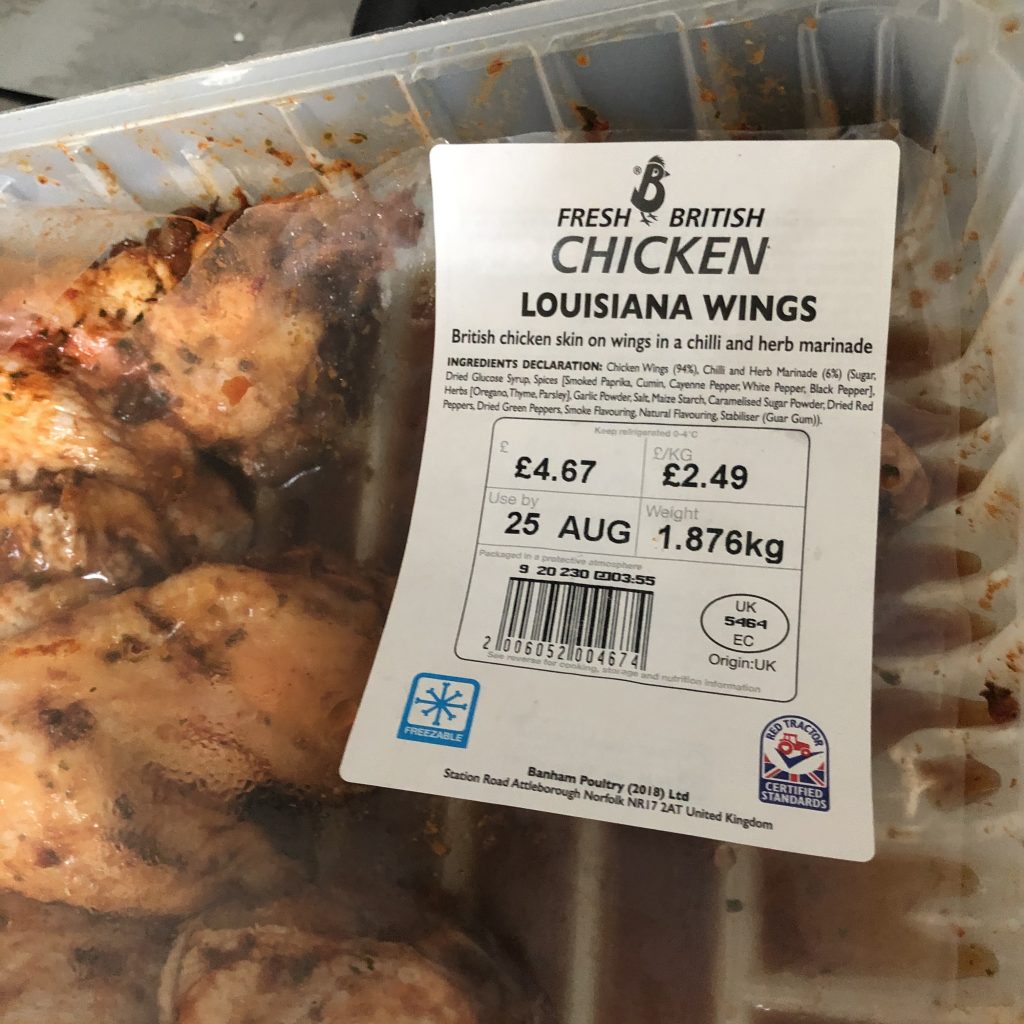 ®B
FRESH BRITISH
CHICKEN
LOUISIANA WINGS
British chicken skin on wings in a chilli and herb marinade
INGREDIENTS DECLARATION: Chicken Wings (94%), Chilli and Herb Marinade (6%) (Sugar,
Dried Glucose Syrup, Spices [Smoked Paprika, Cumin, Cayenne Pepper, White Pepper, Black Pepper],
Herbs [Oregano, Thyme, Parsley], Garlic Powder, Salt, Maize Starch, Caramelised Sugar Powder, Dried Red
Peppers, Dried Green Peppers, Smoke Flavouring, Natural Flavouring, Stabiliser (Guar Gum)).
Keep refrigerated 0-4°C
£ £/KG
£4.67 £2.49
Use by Weight
25 AUG 1.876kg
Packaged in a protective atmosphere
9 20 230 03:55
2 006052 004674
UK
5464
EC
Origin:UK
See reverse for cooking, storage and nutrition information
FREEZABLE
RED TRACTOR
CERTIFIED
STANDARDS
Banham Poultry (2018) Ltd
Station Road Attleborough Norfolk NR17 2AT United Kingdom